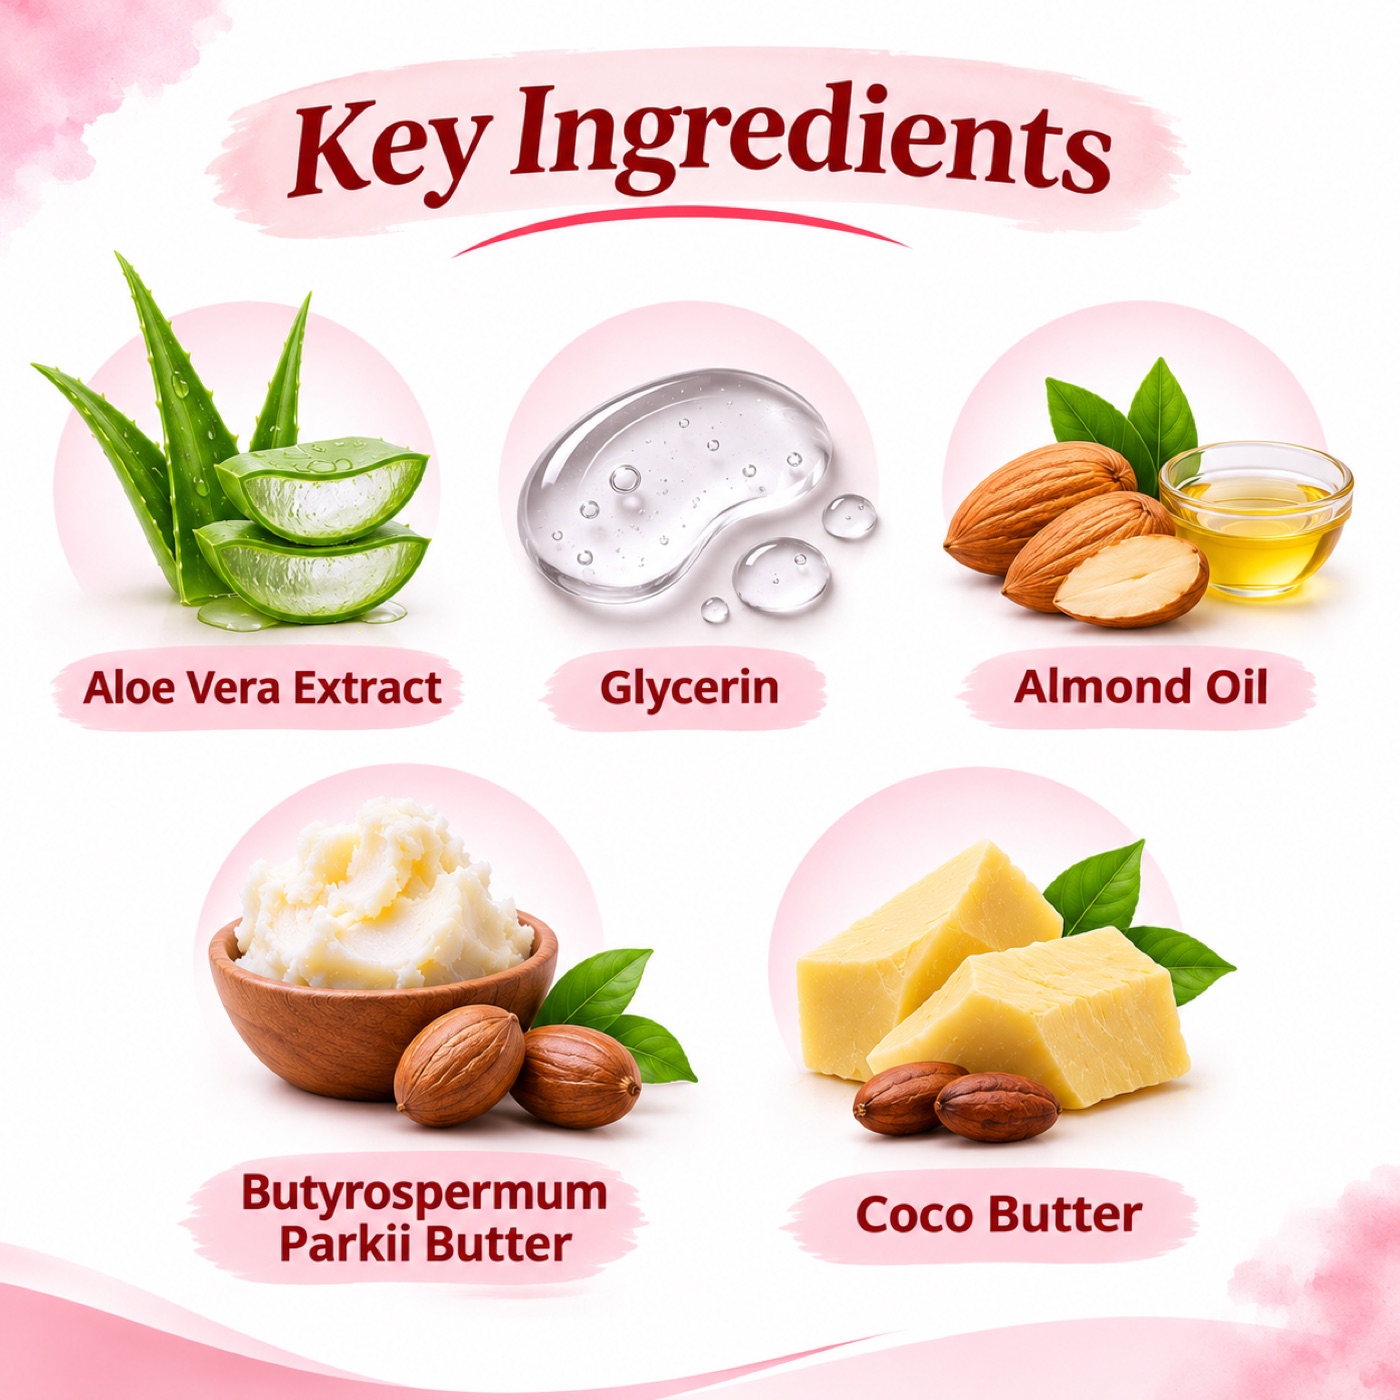 Key Ingredients
Aloe Vera Extract
Glycerin
Almond Oil
Butyrospermum
Parkii Butter
Coco Butter